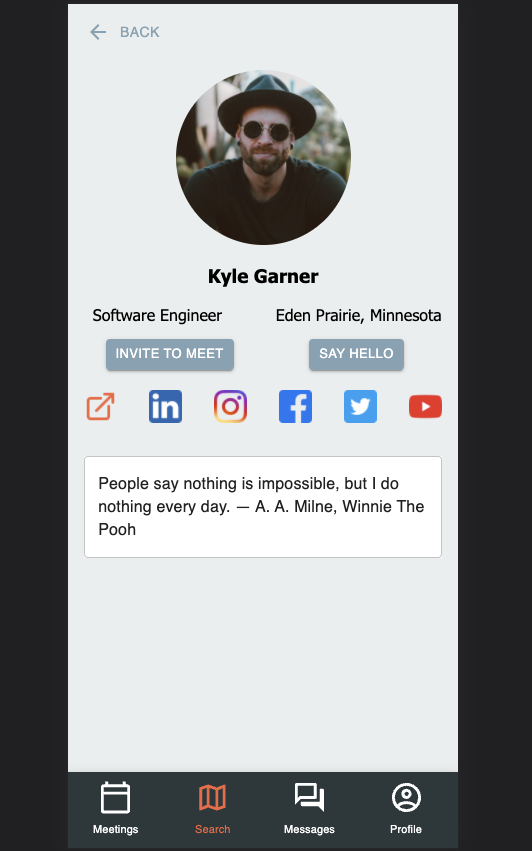 BACK
Kyle Garner
Software Engineer
Eden Prairie, Minnesota
INVITE TO MEET
SAY HELLO
in
People say nothing is impossible, but I do
nothing every day. — A. A. Milne, Winnie The
Pooh
Meetings
Search
Messages
Profile